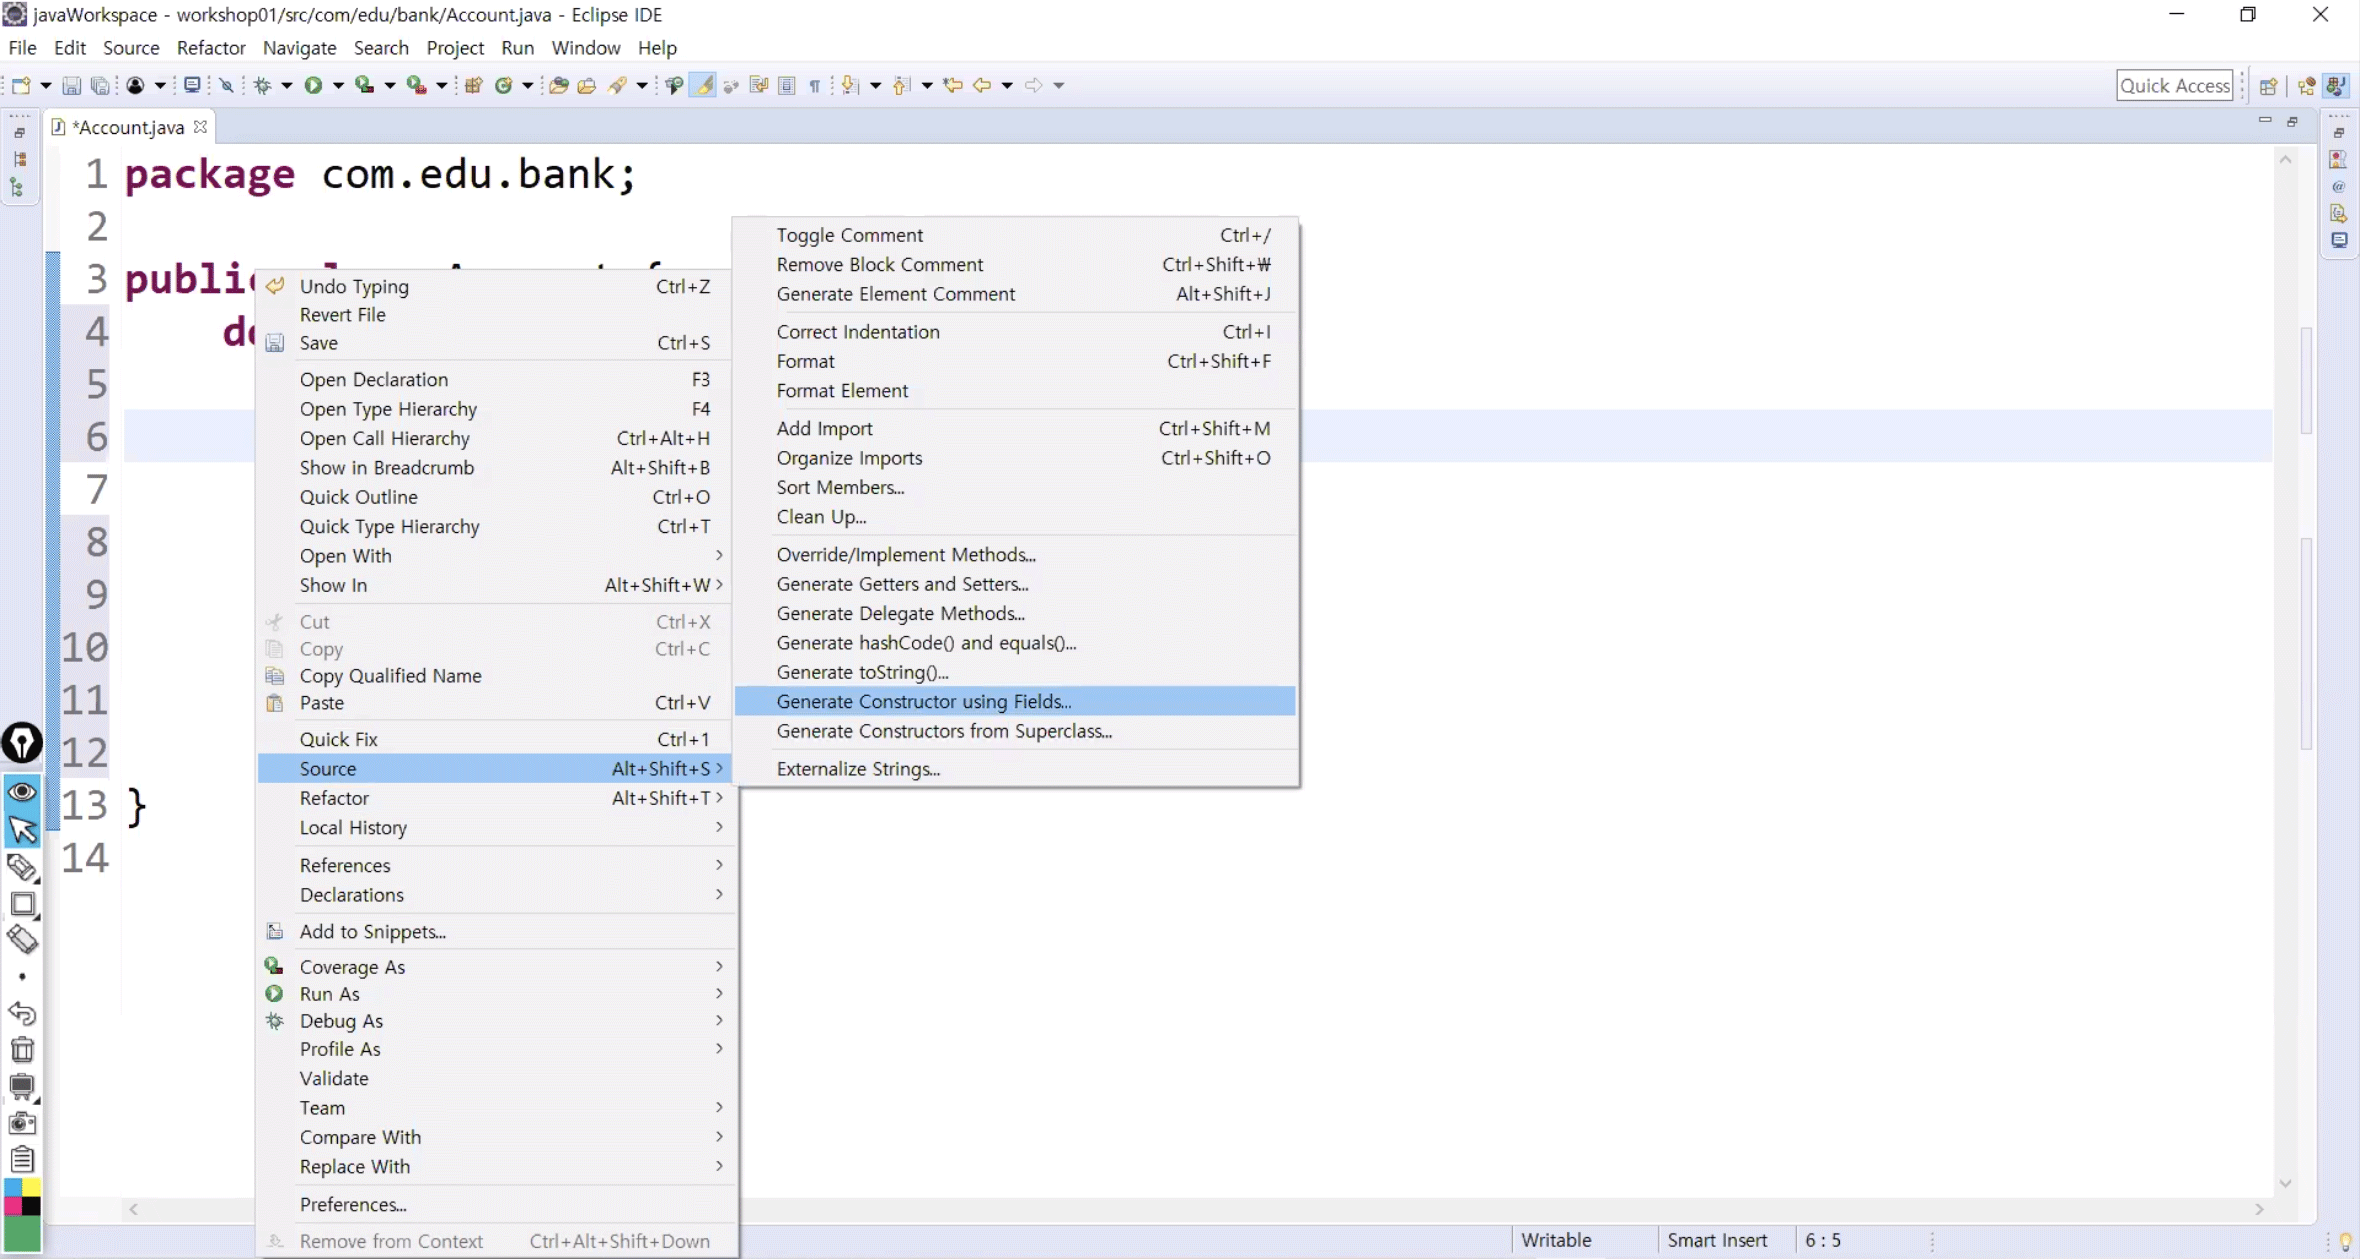 javaWorkspace - workshop01/src/com/edu/bank/Account.java - Eclipse IDE
File Edit Source Refactor Navigate Search Project Run Window Help
Quick Access
*Account.java
1 package com.edu.bank;
2
3
4
5
6
7
8
9
10
11
12
13 }
14
Undo Typing Ctrl+Z
Revert File
Save Ctrl+S
Open Declaration F3
Open Type Hierarchy F4
Open Call Hierarchy Ctrl+Alt+H
Show in Breadcrumb Alt+Shift+B
Quick Outline Ctrl+O
Quick Type Hierarchy Ctrl+T
Open With
Show In Alt+Shift+W
Cut Ctrl+X
Copy Ctrl+C
Copy Qualified Name
Paste Ctrl+V
Quick Fix Ctrl+1
Source Alt+Shift+S
Refactor Alt+Shift+T
Local History
References
Declarations
Add to Snippets...
Coverage As
Run As
Debug As
Profile As
Validate
Team
Compare With
Replace With
Preferences...
Remove from Context Ctrl+Alt+Shift+Down
Toggle Comment Ctrl+/
Remove Block Comment Ctrl+Shift+₩
Generate Element Comment Alt+Shift+J
Correct Indentation Ctrl+I
Format Ctrl+Shift+F
Format Element
Add Import Ctrl+Shift+M
Organize Imports Ctrl+Shift+O
Sort Members...
Clean Up...
Override/Implement Methods...
Generate Getters and Setters...
Generate Delegate Methods...
Generate hashCode() and equals()...
Generate toString()...
Generate Constructor using Fields...
Generate Constructors from Superclass...
Externalize Strings...
Writable Smart Insert 6 : 5